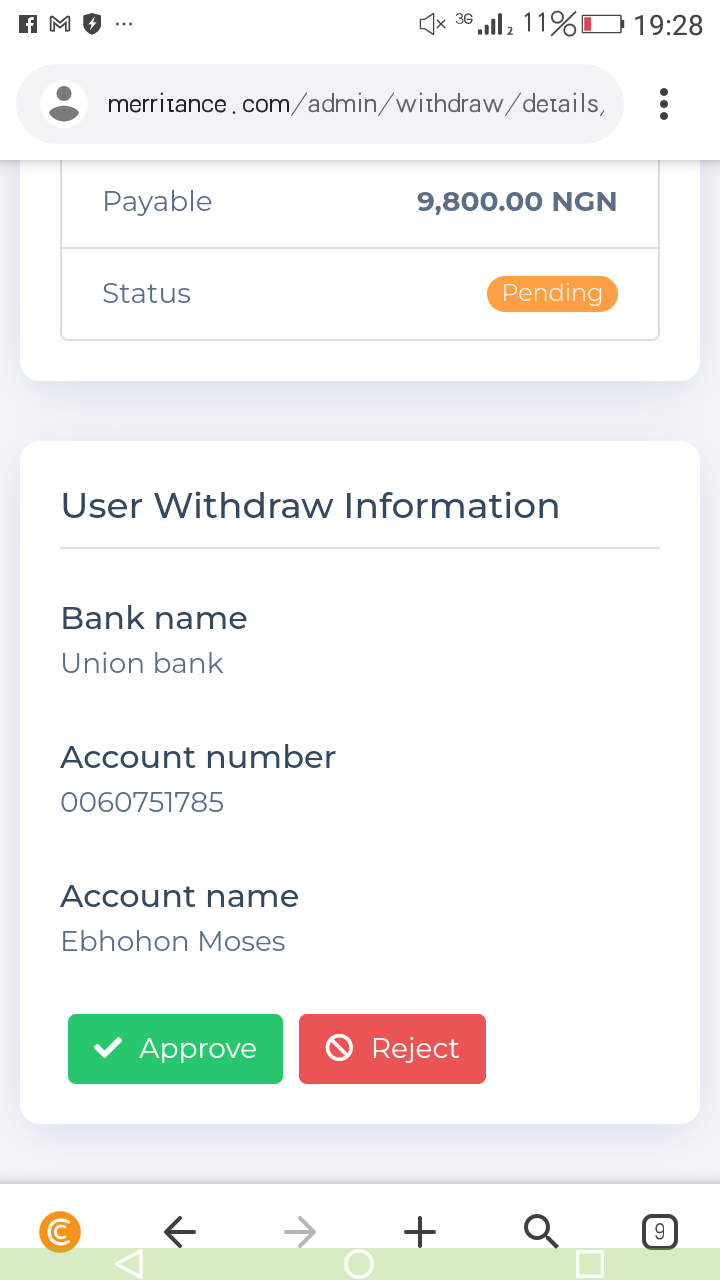 3G 2 11% 19:28
merritance.com/admin/withdraw/details/
Payable 9,800.00 NGN
Status Pending
User Withdraw Information
Bank name
Union bank
Account number
0060751785
Account name
Ebhohon Moses
Approve Reject
9